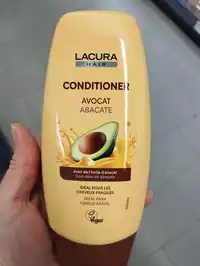 LACURA
HAIR
CONDITIONER
AVOCAT
ABACATE
Avec de l'huile d'avocat
Com óleo de abacate
IDÉAL POUR LES
CHEVEUX FRAGILES
IDEAL PARA
CABELO FRÁGIL
vegan